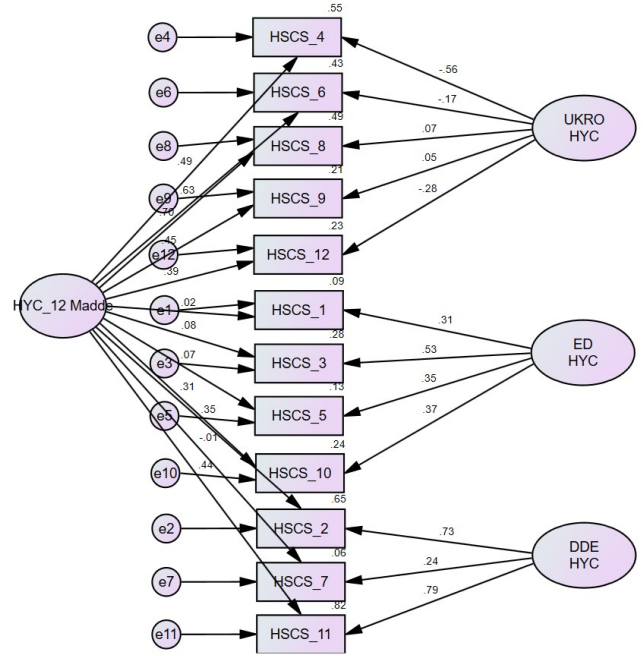 .55
e4
HSCS_4
.43
-.56
e6
HSCS_6
-.17
.49
UKRO
HYC
e8
HSCS_8
.07
.49
.21
.63
.05
e9
.70
HSCS_9
-.28
.23
.45
e12
HSCS_12
.39
.09
HYC_12 Madde
e1
.02
HSCS_1
.31
.08
.28
ED
HYC
.53
e3
.07
HSCS_3
.13
.35
.31
.37
e5
.35
HSCS_5
-.01
.24
.44
e10
HSCS_10
.65
e2
HSCS_2
.73
.06
DDE
HYC
.24
e7
HSCS_7
.79
.82
e11
HSCS_11